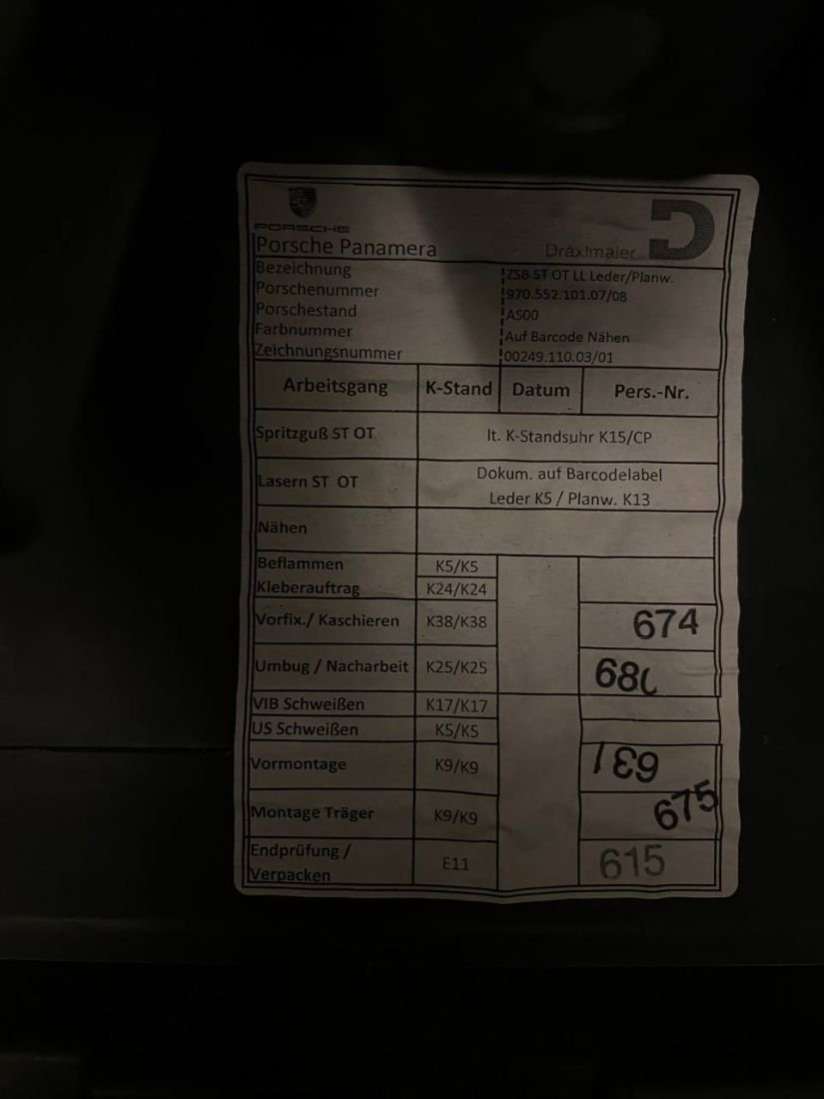 PORSCHE
Porsche Panamera Dräxlmaier
Bezeichnung ZSB ST OT LL Leder/Planw.
Porschenummer 970.552.101.07/08
Porschestand AS00
Farbnummer Auf Barcode Nähen
Zeichnungsnummer 00249.110.03/01
Arbeitsgang K-Stand Datum Pers.-Nr.
Spritzguß ST OT lt. K-Standsuhr K15/CP
Lasern ST OT Dokum. auf Barcodelabel
Leder K5 / Planw. K13
Nähen
Beflammen K5/K5
Kleberauftrag K24/K24
Vorfix./ Kaschieren K38/K38 674
Umbug / Nacharbeit K25/K25
VIB Schweißen K17/K17
US Schweißen K5/K5
Vormontage K9/K9 631
Montage Träger K9/K9 675
Endprüfung / E11 615
Verpacken